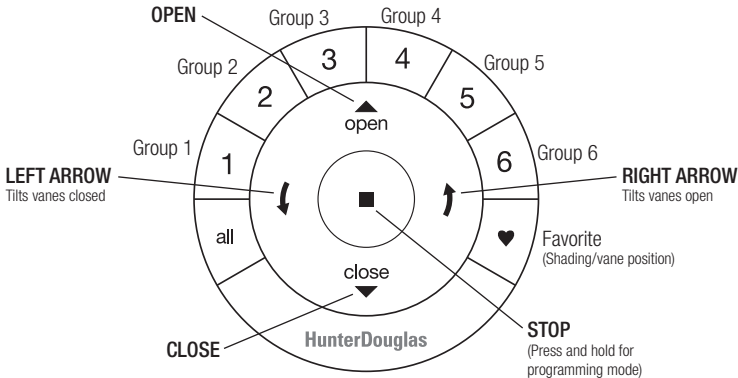 OPEN
Group 3
Group 4
Group 2
Group 5
3
4
2
5
open
Group 1
Group 6
1
6
LEFT ARROW
Tilts vanes closed
RIGHT ARROW
Tilts vanes open
all
Favorite
(Shading/vane position)
close
HunterDouglas
CLOSE
STOP
(Press and hold for
programming mode)